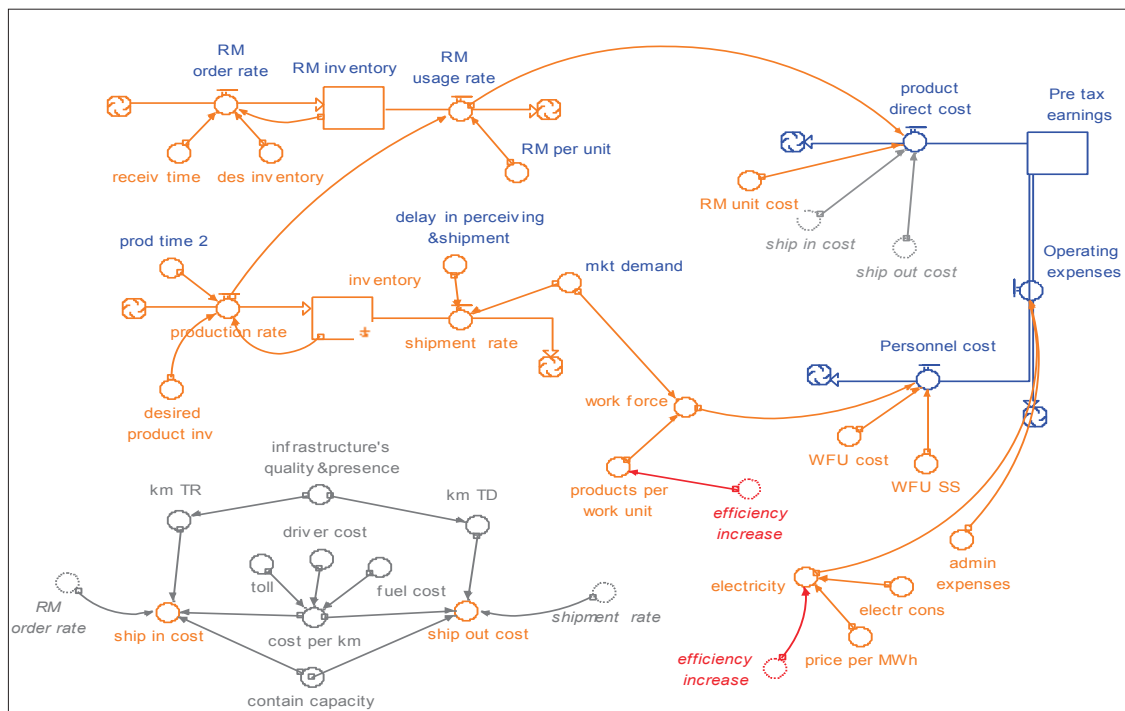 RM
order rate
RM inventory
RM
usage rate
product
direct cost
Pre tax
earnings
receiv time
des inventory
RM per unit
RM unit cost
ship in cost
ship out cost
prod time 2
delay in perceiving
&shipment
inventory
mkt demand
Operating
expenses
production rate
shipment rate
Personnel cost
desired
product inv
work force
WFU cost
WFU SS
infrastructure's
quality &presence
km TR
km TD
products per
work unit
efficiency
increase
driver cost
toll
fuel cost
electricity
admin
expenses
electr cons
RM
order rate
ship in cost
cost per km
ship out cost
shipment rate
efficiency
increase
price per MWh
contain capacity